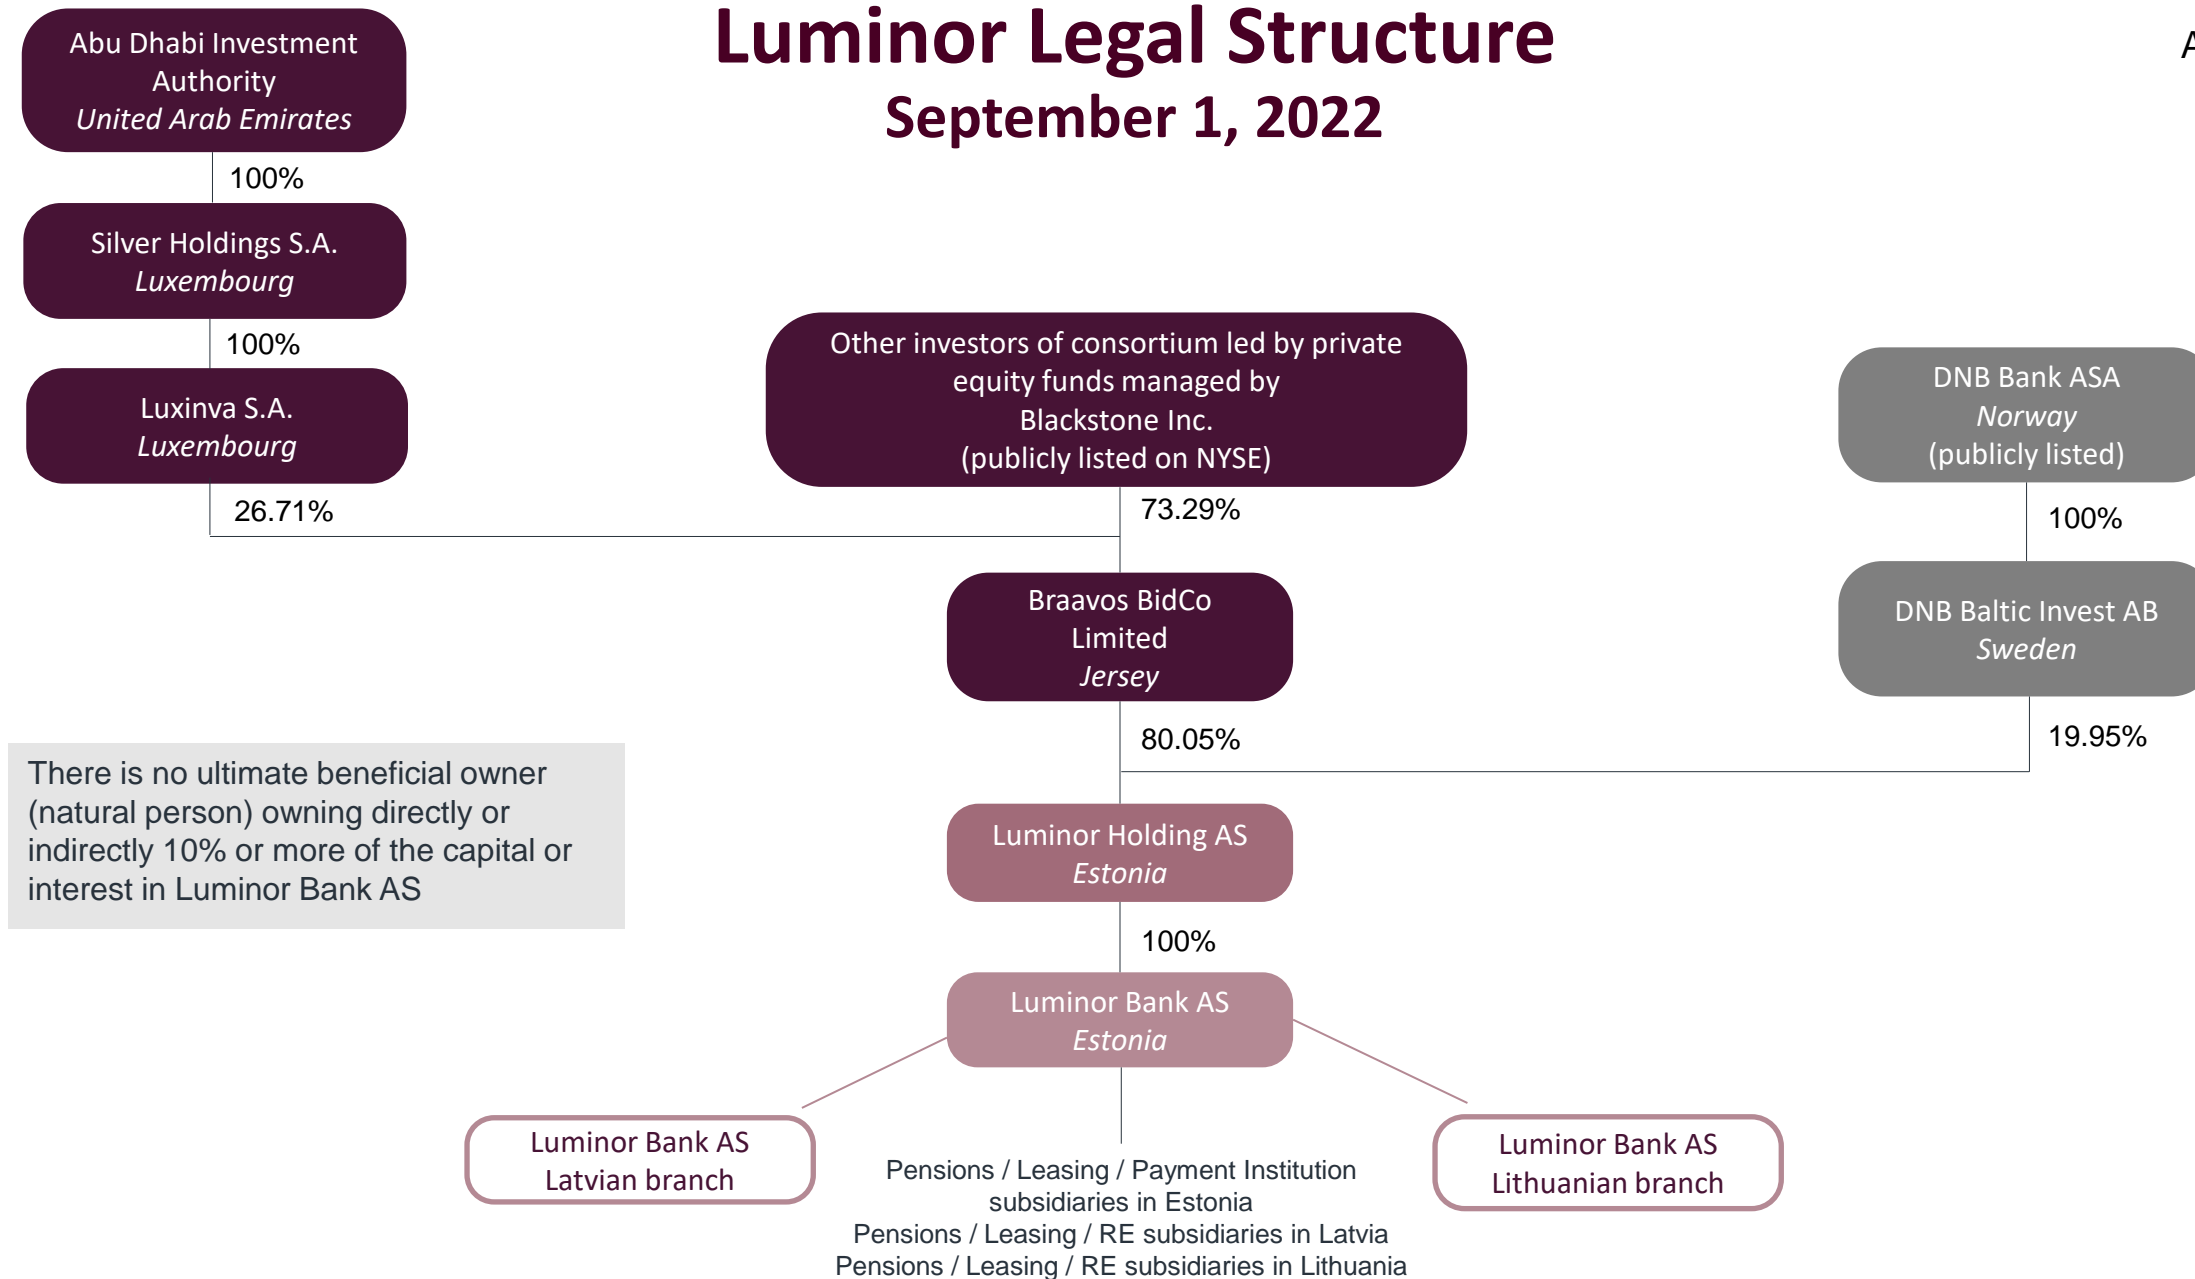 Luminor Legal Structure
September 1, 2022
A
Abu Dhabi Investment
Authority
United Arab Emirates
100%
Silver Holdings S.A.
Luxembourg
100%
Luxinva S.A.
Luxembourg
26.71%
Other investors of consortium led by private
equity funds managed by
Blackstone Inc.
(publicly listed on NYSE)
73.29%
DNB Bank ASA
Norway
(publicly listed)
100%
Braavos BidCo
Limited
Jersey
80.05%
DNB Baltic Invest AB
Sweden
19.95%
There is no ultimate beneficial owner
(natural person) owning directly or
indirectly 10% or more of the capital or
interest in Luminor Bank AS
Luminor Holding AS
Estonia
100%
Luminor Bank AS
Estonia
Luminor Bank AS
Latvian branch
Pensions / Leasing / Payment Institution
subsidiaries in Estonia
Pensions / Leasing / RE subsidiaries in Latvia
Pensions / Leasing / RE subsidiaries in Lithuania
Luminor Bank AS
Lithuanian branch